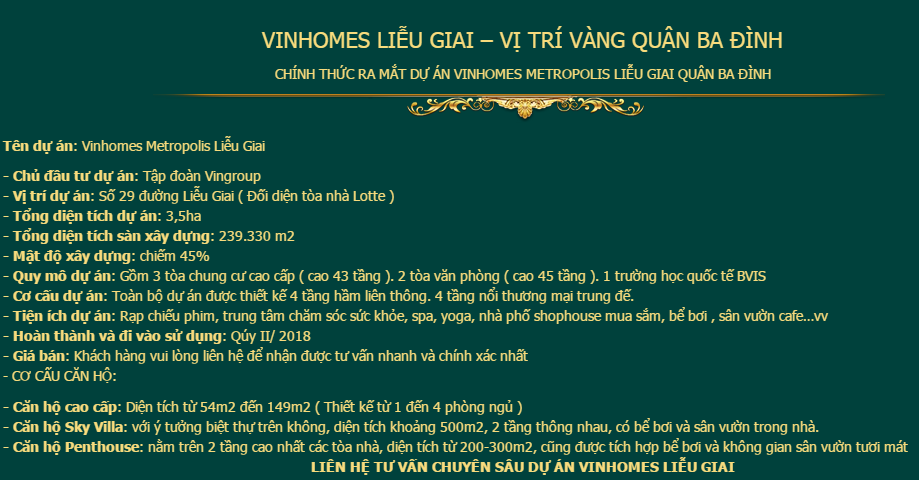 VINHOMES LIỄU GIAI – VỊ TRÍ VÀNG QUẬN BA ĐÌNH
CHÍNH THỨC RA MẮT DỰ ÁN VINHOMES METROPOLIS LIỄU GIAI QUẬN BA ĐÌNH
Tên dự án: Vinhomes Metropolis Liễu Giai
- Chủ đầu tư dự án: Tập đoàn Vingroup
- Vị trí dự án: Số 29 đường Liễu Giai ( Đối diện tòa nhà Lotte )
- Tổng diện tích dự án: 3,5ha
- Tổng diện tích sàn xây dựng: 239.330 m2
- Mật độ xây dựng: chiếm 45%
- Quy mô dự án: Gồm 3 tòa chung cư cao cấp ( cao 43 tầng ). 2 tòa văn phòng ( cao 45 tầng ). 1 trường học quốc tế BVIS
- Cơ cấu dự án: Toàn bộ dự án được thiết kế 4 tầng hầm liên thông. 4 tầng nổi thương mại trung đế.
- Tiện ích dự án: Rạp chiếu phim, trung tâm chăm sóc sức khỏe, spa, yoga, nhà phố shophouse mua sắm, bể bơi , sân vườn cafe...vv
- Hoàn thành và đi vào sử dụng: Qúy II/ 2018
- Giá bán: Khách hàng vui lòng liên hệ để nhận được tư vấn nhanh và chính xác nhất
- CƠ CẤU CĂN HỘ:
- Căn hộ cao cấp: Diện tích từ 54m2 đến 149m2 ( Thiết kế từ 1 đến 4 phòng ngủ )
- Căn hộ Sky Villa: với ý tưởng biệt thự trên không, diện tích khoảng 500m2, 2 tầng thông nhau, có bể bơi và sân vườn trong nhà.
- Căn hộ Penthouse: nằm trên 2 tầng cao nhất các tòa nhà, diện tích từ 200-300m2, cũng được tích hợp bể bơi và không gian sân vườn tươi mát
LIÊN HỆ TƯ VẤN CHUYÊN SÂU DỰ ÁN VINHOMES LIỄU GIAI